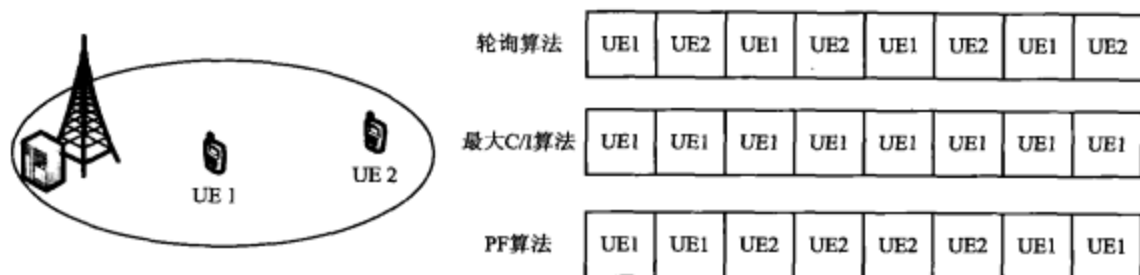 轮询算法 UE1 UE2 UE1 UE2 UE1 UE2 UE1 UE2
最大C/I算法 UE1 UE1 UE1 UE1 UE1 UE1 UE1 UE1
UE 1
UE 2
PF算法 UE1 UE1 UE2 UE2 UE2 UE2 UE1 UE1